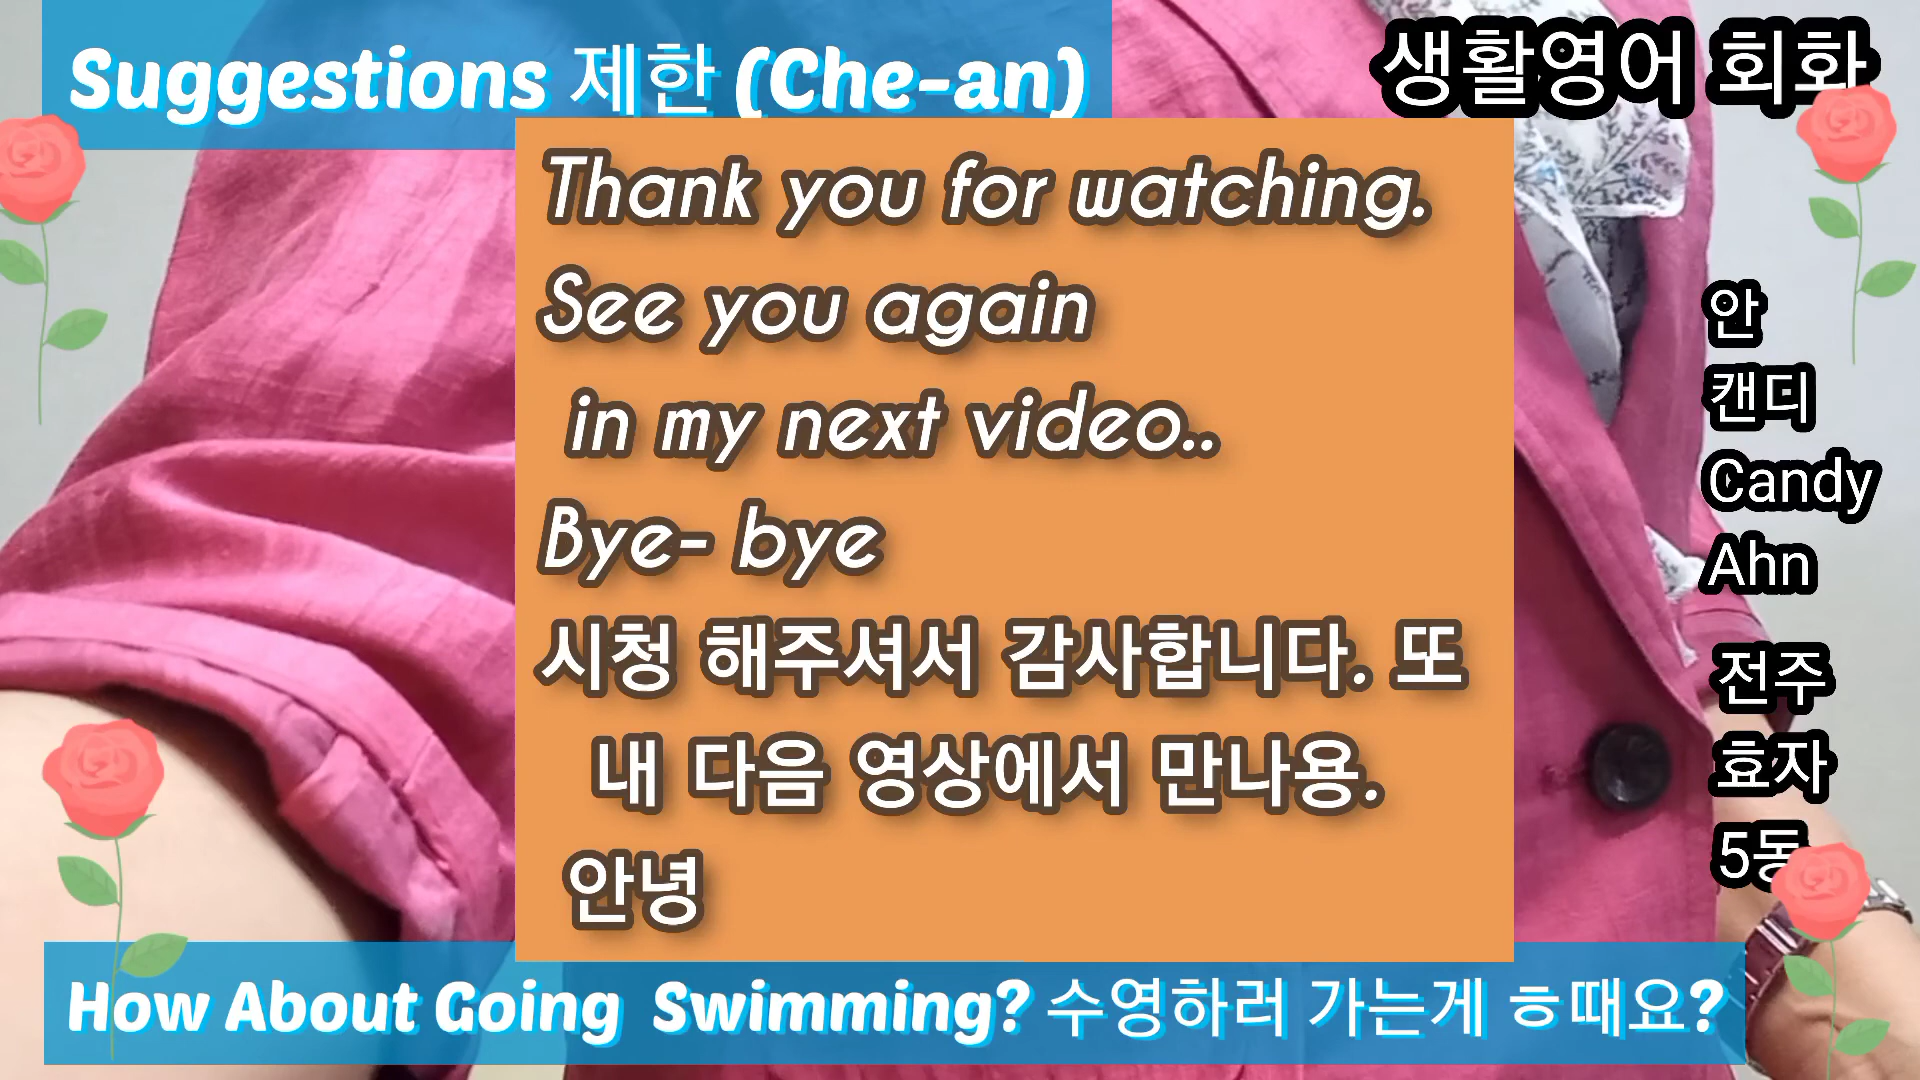 Suggestions 제한 (Che-an)
생활영어 회화
Thank you for watching.
See you again
in my next video..
Bye- bye
시청 해주셔서 감사합니다. 또
내 다음 영상에서 만나용.
안녕
안
캔디
Candy
Ahn
전주
효자
5동
How About Going Swimming? 수영하러 가는게 ㅎ때요?